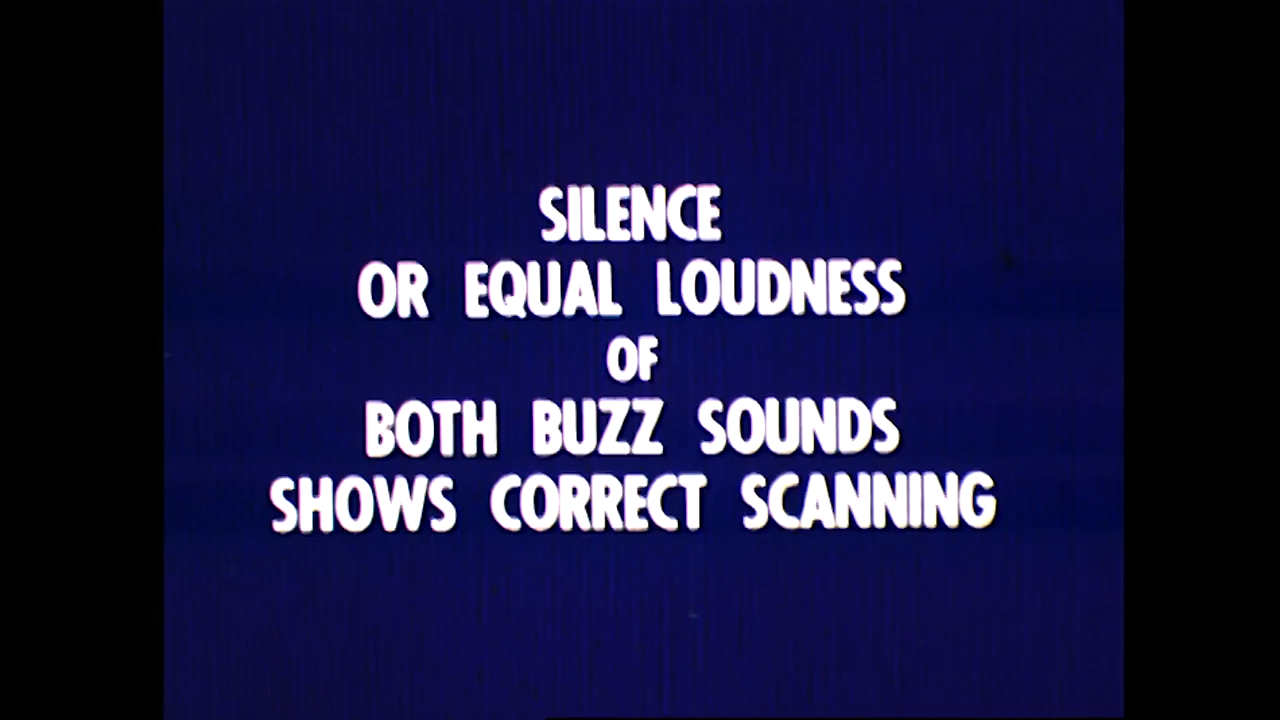 SILENCE
OR EQUAL LOUDNESS
OF
BOTH BUZZ SOUNDS
SHOWS CORRECT SCANNING